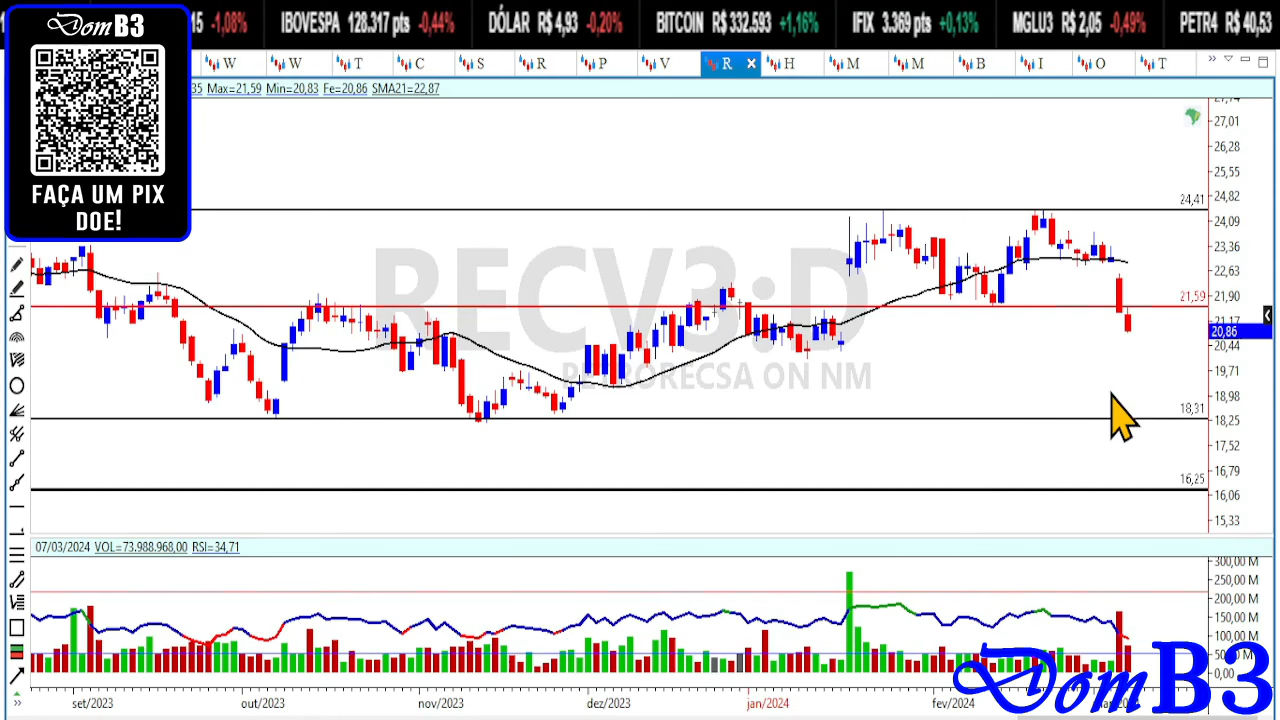 15 -1,08% IBOVESPA 128.317 pts -0,44% DÓLAR R$ 4,93 -0,20% BITCOIN R$ 332.593 +1,16% IFIX 3.369 pts +0,13% MGLU3 R$ 2,05 -0,49% PETR4 R$ 40,53
DomB3
FAÇA UM PIX
DOE!
W W T C S R P V R H M M B I O T
35 Max=21,59 Min=20,83 Fe=20,86 SMA21=22,87
RECV3:D
PETRORECSA ON NM
24,41
21,59
18,31
16,25
27,74
27,01
26,28
25,55
24,82
24,09
23,36
22,63
21,90
21,17
20,86
20,44
19,71
18,98
18,25
17,52
16,79
16,06
15,33
07/03/2024 VOL=73.988.968,00 RSI=34,71
300,00 M
250,00 M
200,00 M
150,00 M
100,00 M
50,00 M
0,00
set/2023 out/2023 nov/2023 dez/2023 jan/2024 fev/2024
DomB3